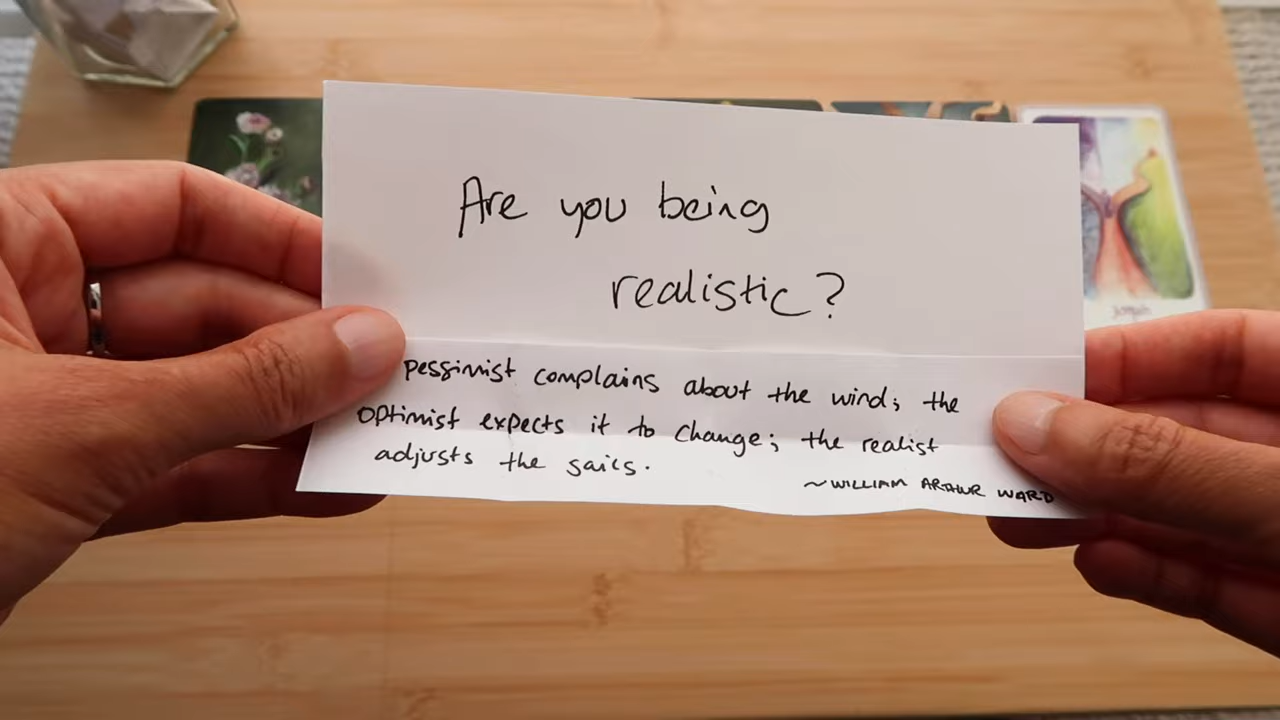 Are you being
realistic?
pessimist complains about the wind; the
optimist expects it to change; the realist
adjusts the sails.
~WILLIAM ARTHUR WARD